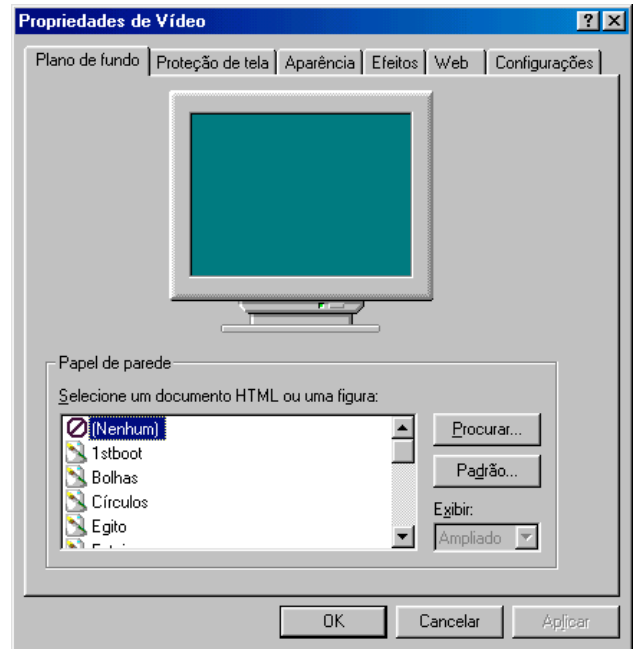 Propriedades de Vídeo
Plano de fundo Proteção de tela Aparência Efeitos Web Configurações
Papel de parede
Selecione um documento HTML ou uma figura:
(Nenhum)
1stboot
Bolhas
Círculos
Egito
Procurar...
Padrão...
Exibir:
Ampliado
OK Cancelar Aplicar